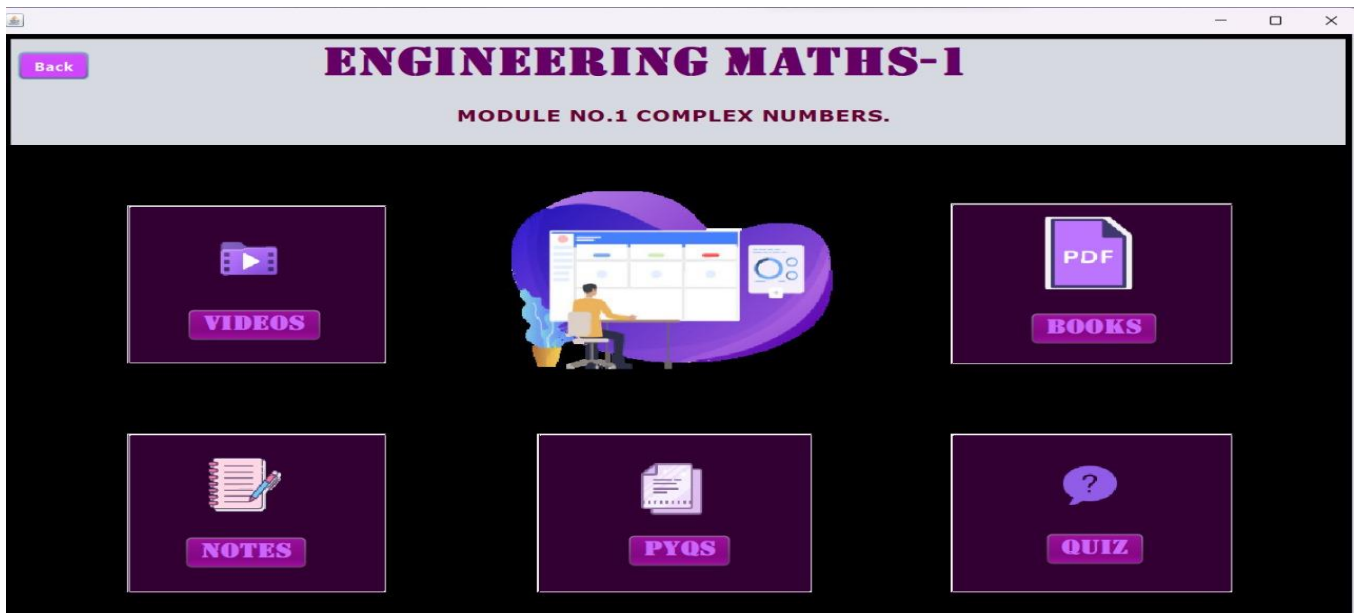 Back
ENGINEERING MATHS-1
MODULE NO.1 COMPLEX NUMBERS.
VIDEOS
PDF
BOOKS
NOTES
PYQS
?
QUIZ